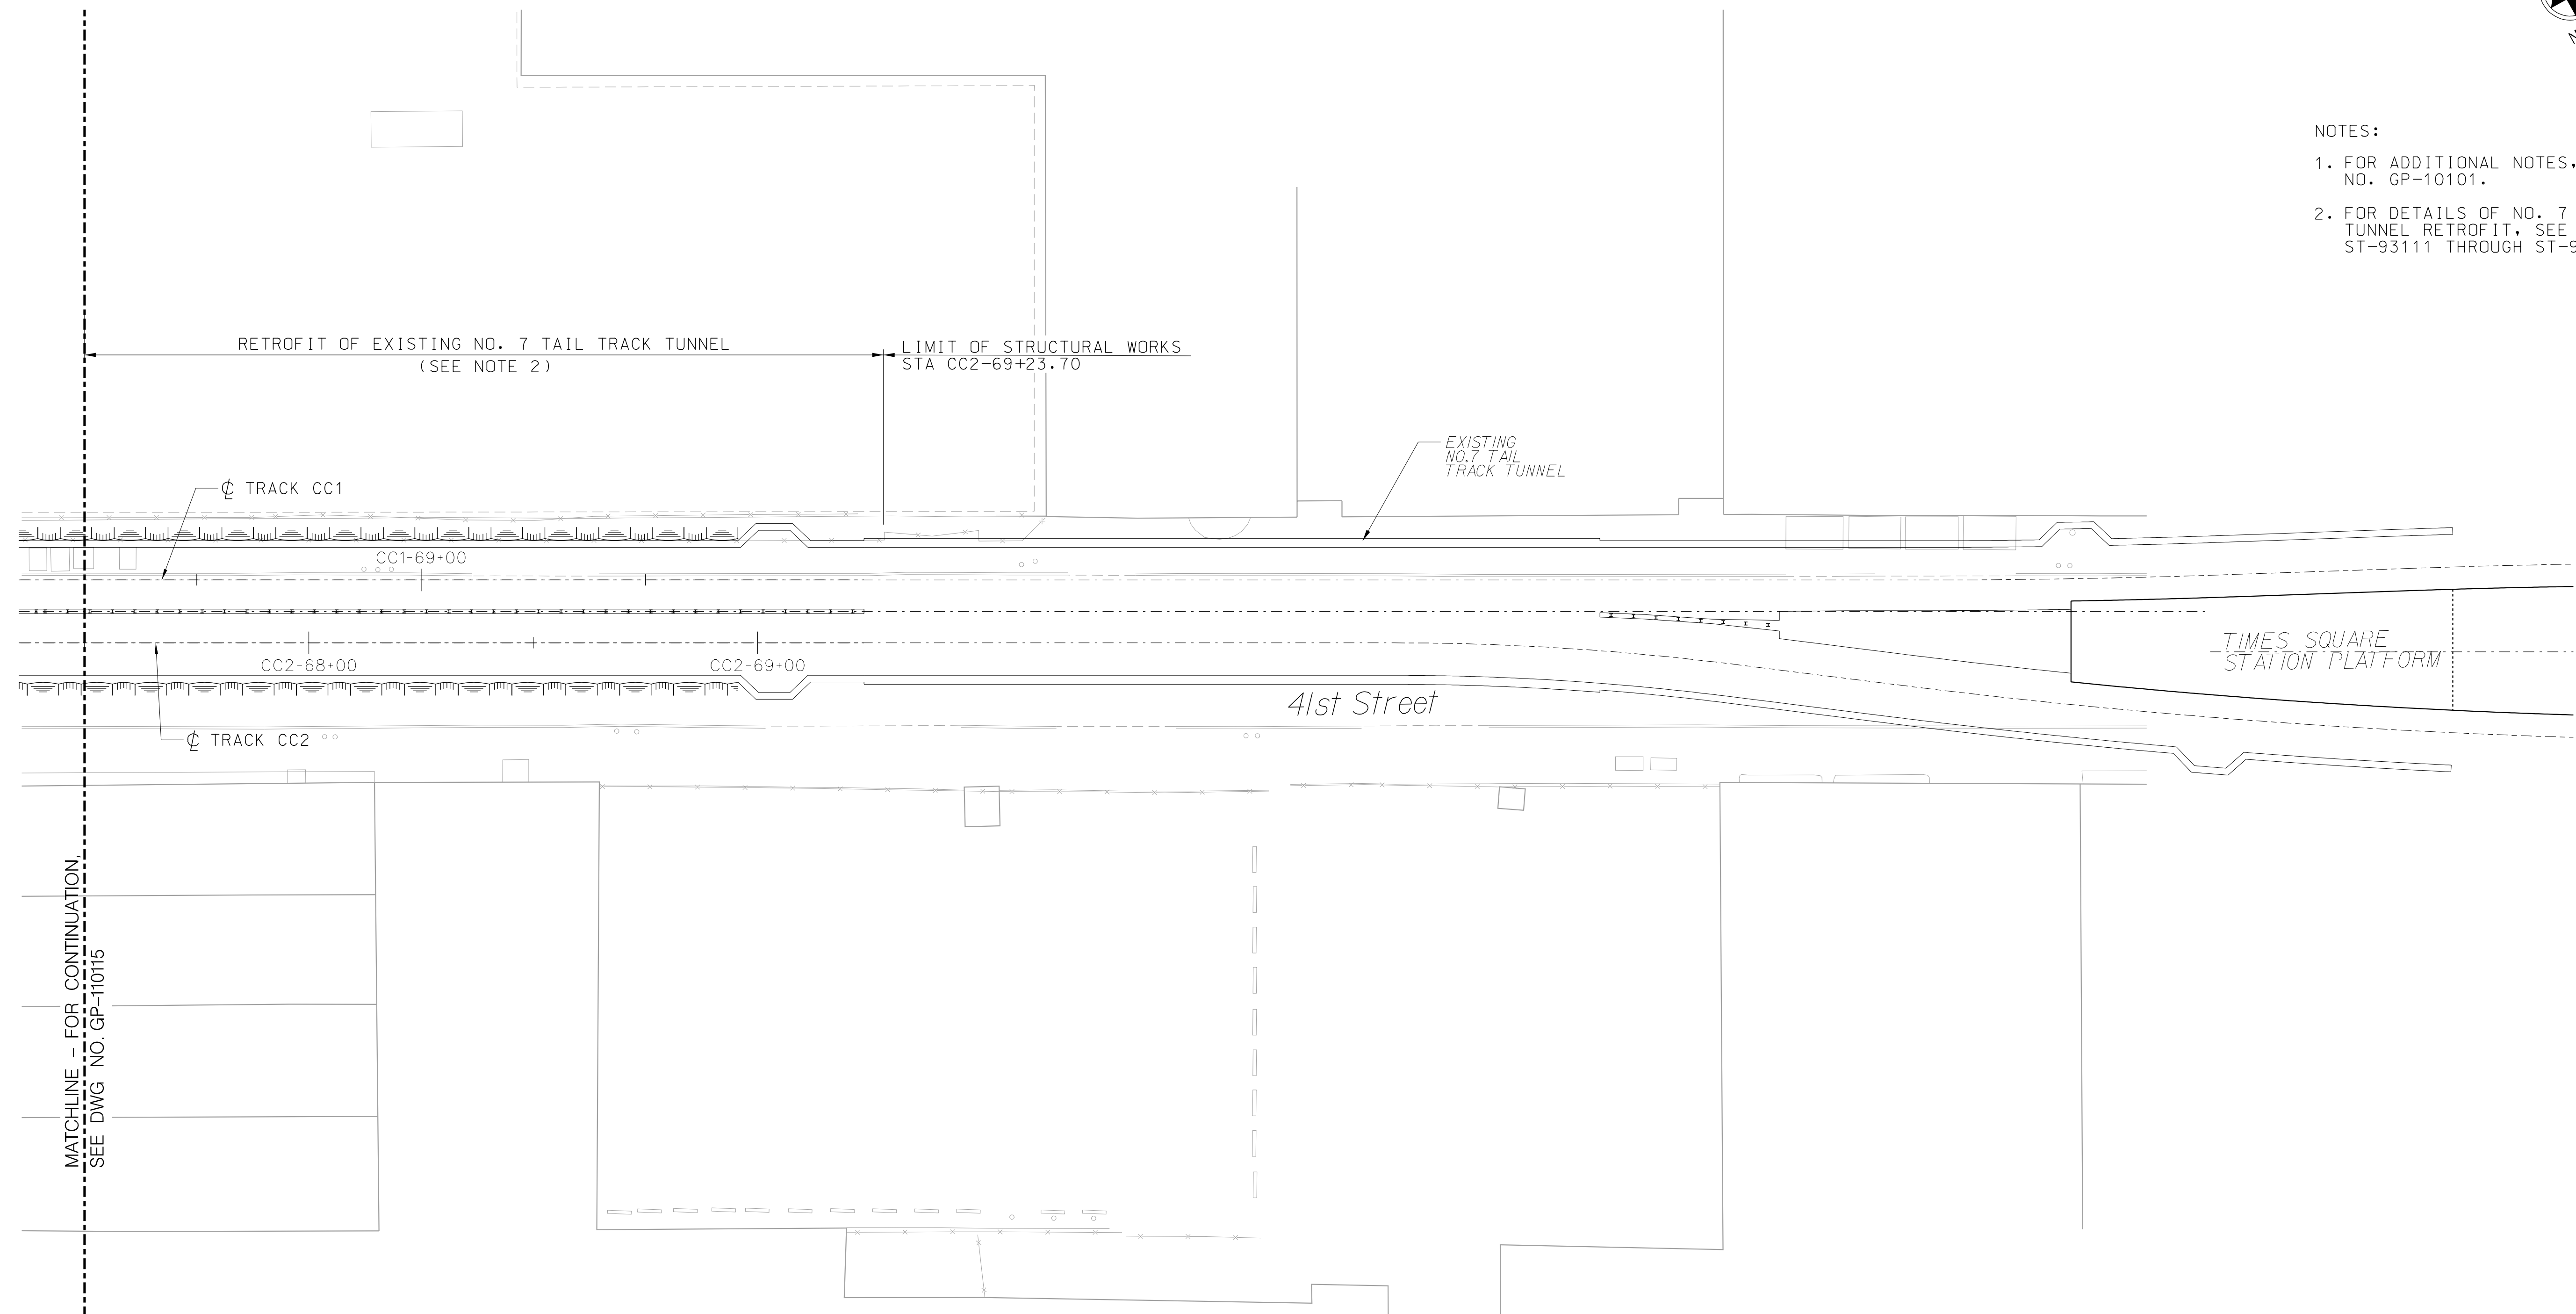 NOTES:
1. FOR ADDITIONAL NOTES,
NO. GP-10101.
2. FOR DETAILS OF NO. 7
TUNNEL RETROFIT, SEE
ST-93111 THROUGH ST-9
RETROFIT OF EXISTING NO. 7 TAIL TRACK TUNNEL
(SEE NOTE 2)
LIMIT OF STRUCTURAL WORKS
STA CC2-69+23.70
EXISTING
NO.7 TAIL
TRACK TUNNEL
℄ TRACK CC1
CC1-69+00
CC2-68+00
CC2-69+00
TIMES SQUARE
STATION PLATFORM
41st Street
℄ TRACK CC2
MATCHLINE - FOR CONTINUATION,
SEE DWG NO. GP-110115